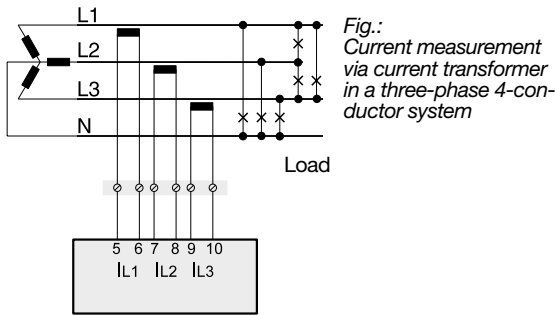 L1
L2
L3
N
Load
5 6 7 8 9 10
IL1 IL2 IL3
Fig.:
Current measurement
via current transformer
in a three-phase 4-con-
ductor system